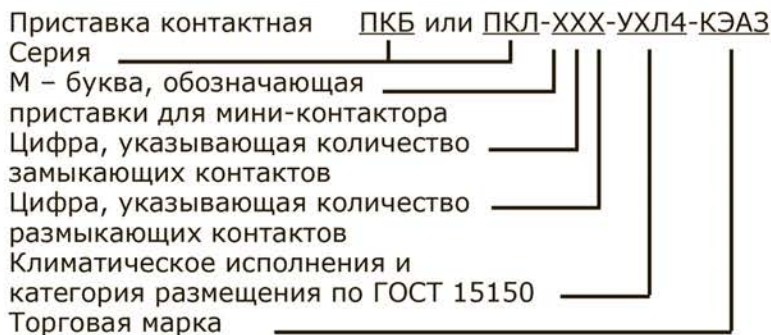 Приставка контактная ПКБ или ПКЛ-ХХХ-УХЛ4-КЭАЗ
Серия
М – буква, обозначающая
приставки для мини-контактора
Цифра, указывающая количество
замыкающих контактов
Цифра, указывающая количество
размыкающих контактов
Климатическое исполнения и
категория размещения по ГОСТ 15150
Торговая марка